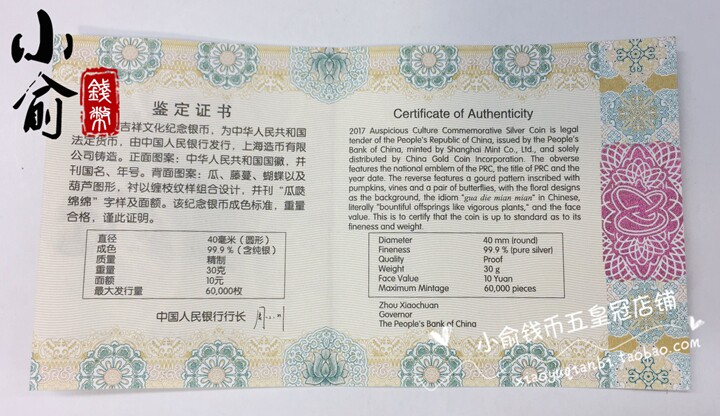 小俞
錢幣
鉴定证书
吉祥文化纪念银币，为中华人民共和国
法定货币，由中国人民银行发行，上海造币有限
公司铸造。正面图案：中华人民共和国国徽，并
刊国名、年号。背面图案：瓜、藤蔓、蝴蝶以及
葫芦图形，衬以缠枝纹样组合设计，并刊“瓜瓞
绵绵”字样及面额。该纪念银币成色标准，重量
合格，谨此证明。
直径 40毫米（圆形）
成色 99.9％（含纯银）
质量 精制
重量 30克
面额 10元
最大发行量 60,000枚
中国人民银行行长
Certificate of Authenticity
2017 Auspicious Culture Commemorative Silver Coin is legal
tender of the People's Republic of China, issued by the People's
Bank of China, minted by Shanghai Mint Co., Ltd., and solely
distributed by China Gold Coin Incorporation. The obverse
features the national emblem of the PRC, the title of PRC and the
year date. The reverse features a gourd pattern inscribed with
pumpkins, vines and a pair of butterflies, with the floral designs
as the background, the idiom "gua die mian mian" in Chinese,
literally "bountiful offsprings like vigorous plants," and the face
value. This is to certify that the coin is up to standard as to its
fineness and weight.
Diameter 40 mm (round)
Fineness 99.9 % (pure silver)
Quality Proof
Weight 30 g
Face Value 10 Yuan
Maximum Mintage 60,000 pieces
Zhou Xiaochuan
Governor
The People's Bank of China
小俞钱币五皇冠店铺
xiaoyuqianbi.taobao.com